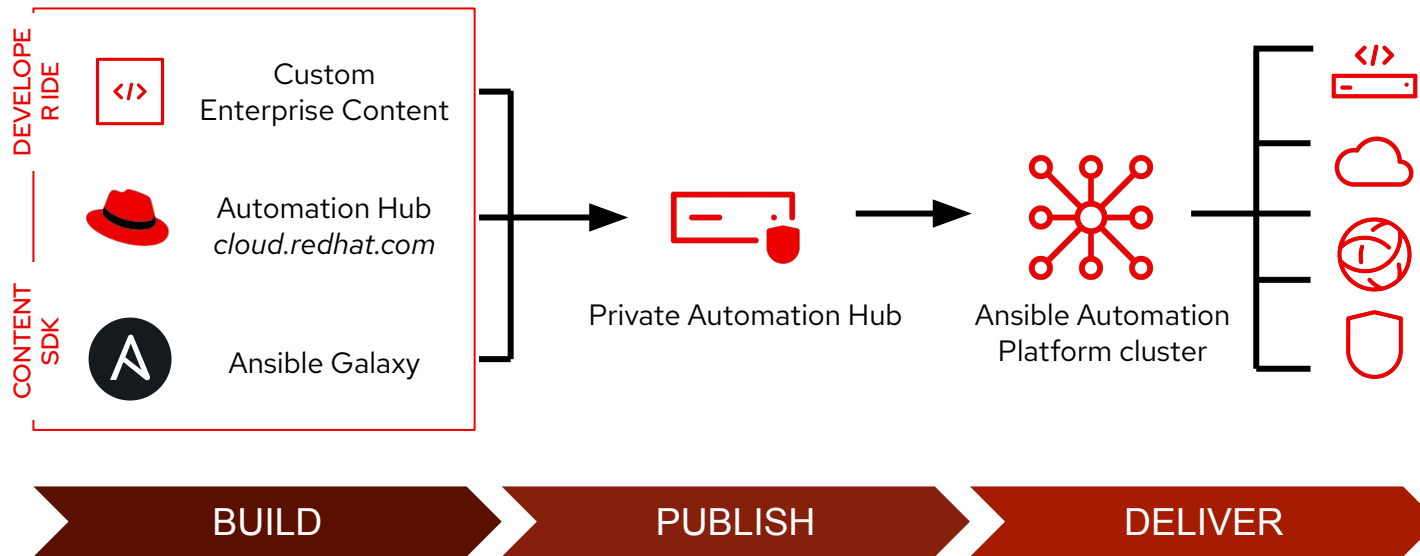 DEVELOPE
R IDE
</>
Custom
Enterprise Content
Automation Hub
cloud.redhat.com
CONTENT
SDK
Ansible Galaxy
Private Automation Hub
Ansible Automation
Platform cluster
</>
BUILD
PUBLISH
DELIVER